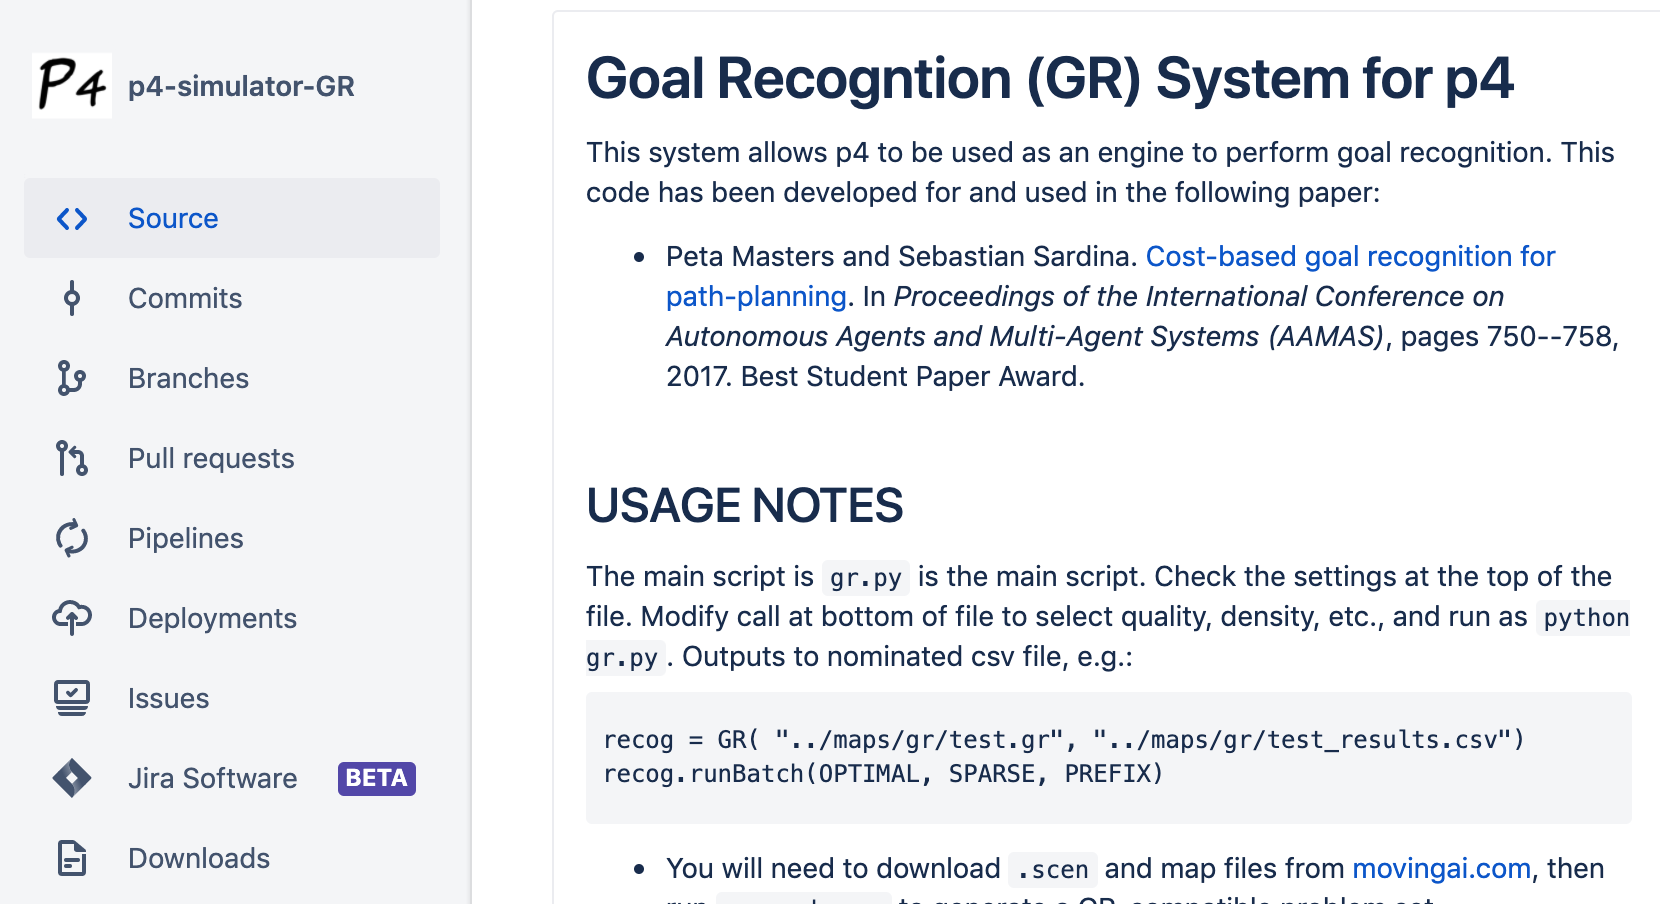 P4 p4-simulator-GR
Source
Commits
Branches
Pull requests
Pipelines
Deployments
Issues
Jira Software BETA
Downloads
Goal Recogntion (GR) System for p4
This system allows p4 to be used as an engine to perform goal recognition. This
code has been developed for and used in the following paper:
• Peta Masters and Sebastian Sardina. Cost-based goal recognition for
path-planning. In Proceedings of the International Conference on
Autonomous Agents and Multi-Agent Systems (AAMAS), pages 750--758,
2017. Best Student Paper Award.
USAGE NOTES
The main script is gr.py is the main script. Check the settings at the top of the
file. Modify call at bottom of file to select quality, density, etc., and run as python
gr.py. Outputs to nominated csv file, e.g.:
recog = GR( "../maps/gr/test.gr", "../maps/gr/test_results.csv")
recog.runBatch(OPTIMAL, SPARSE, PREFIX)
• You will need to download .scen and map files from movingai.com, then